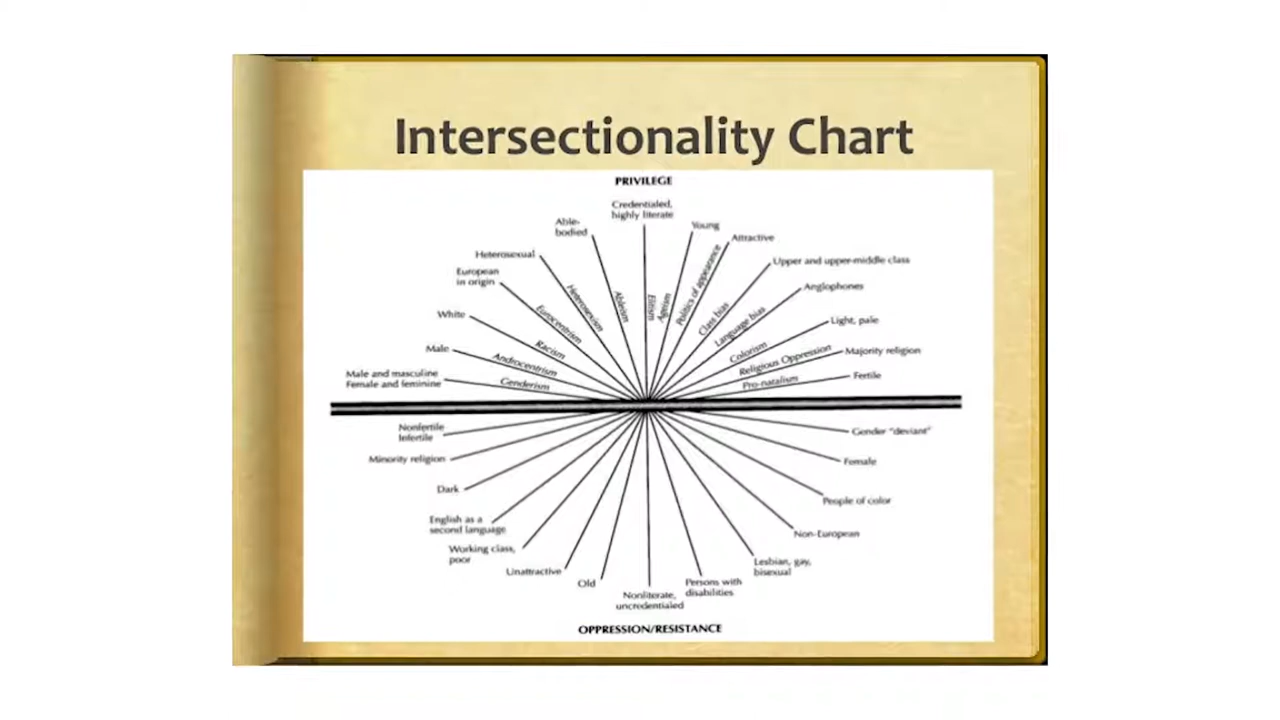 Intersectionality Chart
PRIVILEGE
Credentialed,
highly literate
Able-
bodied
Young
Attractive
Heterosexual
Upper and upper-middle class
European
in origin
Anglophones
White
Light, pale
Male
Majority religion
Male and masculine
Female and feminine
Fertile
Genderism
Androcentrism
Racism
Eurocentrism
Heterosexism
Ableism
Elitism
Ageism
Politics of appearance
Class bias
Language bias
Colorism
Religious Oppression
Pro-natalism
Nonfertile
Infertile
Gender "deviant"
Minority religion
Female
Dark
People of color
English as a
second language
Non-European
Working class,
poor
Lesbian, gay,
bisexual
Unattractive
Old
Persons with
disabilities
Nonliterate,
uncredentialed
OPPRESSION/RESISTANCE